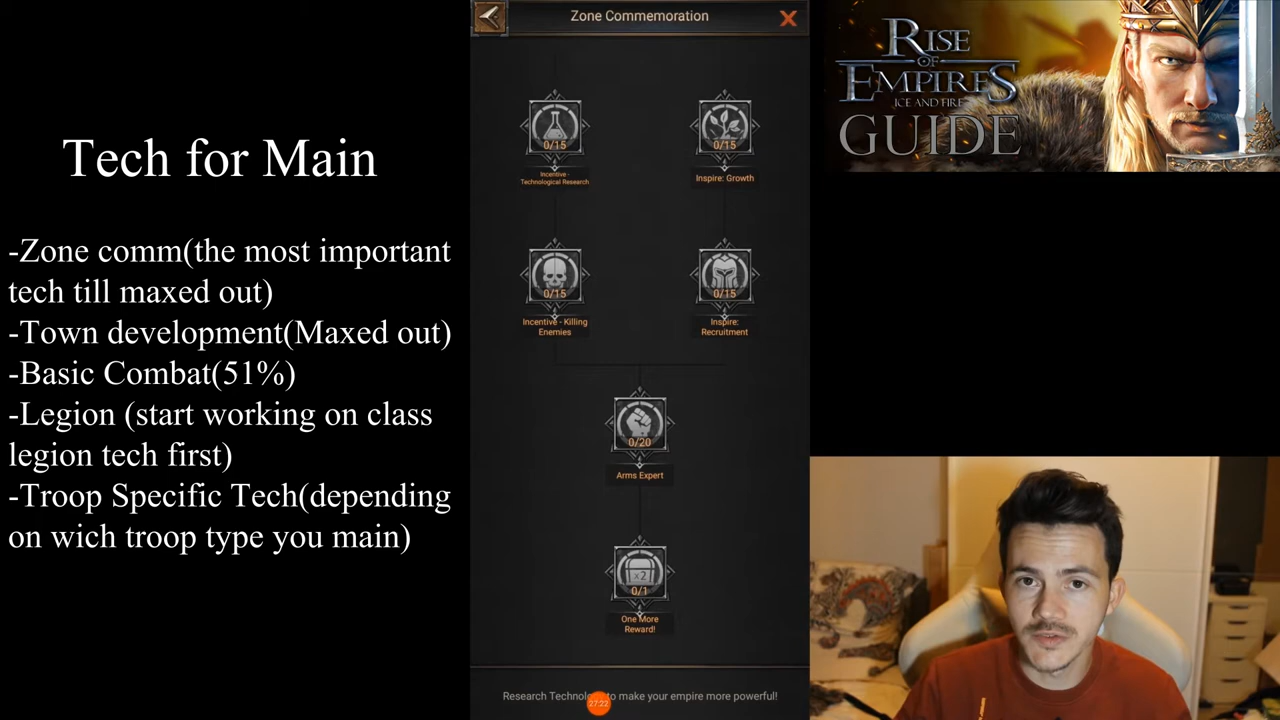 Tech for Main
-Zone comm(the most important
tech till maxed out)
-Town development(Maxed out)
-Basic Combat(51%)
-Legion (start working on class
legion tech first)
-Troop Specific Tech(depending
on wich troop type you main)
Zone Commemoration
0/15
Incentive -
Technological Research
0/15
Inspire: Growth
0/15
Incentive - Killing
Enemies
0/15
Inspire:
Recruitment
0/20
Arms Expert
x2
0/1
One More
Reward!
Research to make your empire more powerful!
27:22
RISE
OF
EMPIRES
ICE AND FIRE
GUIDE